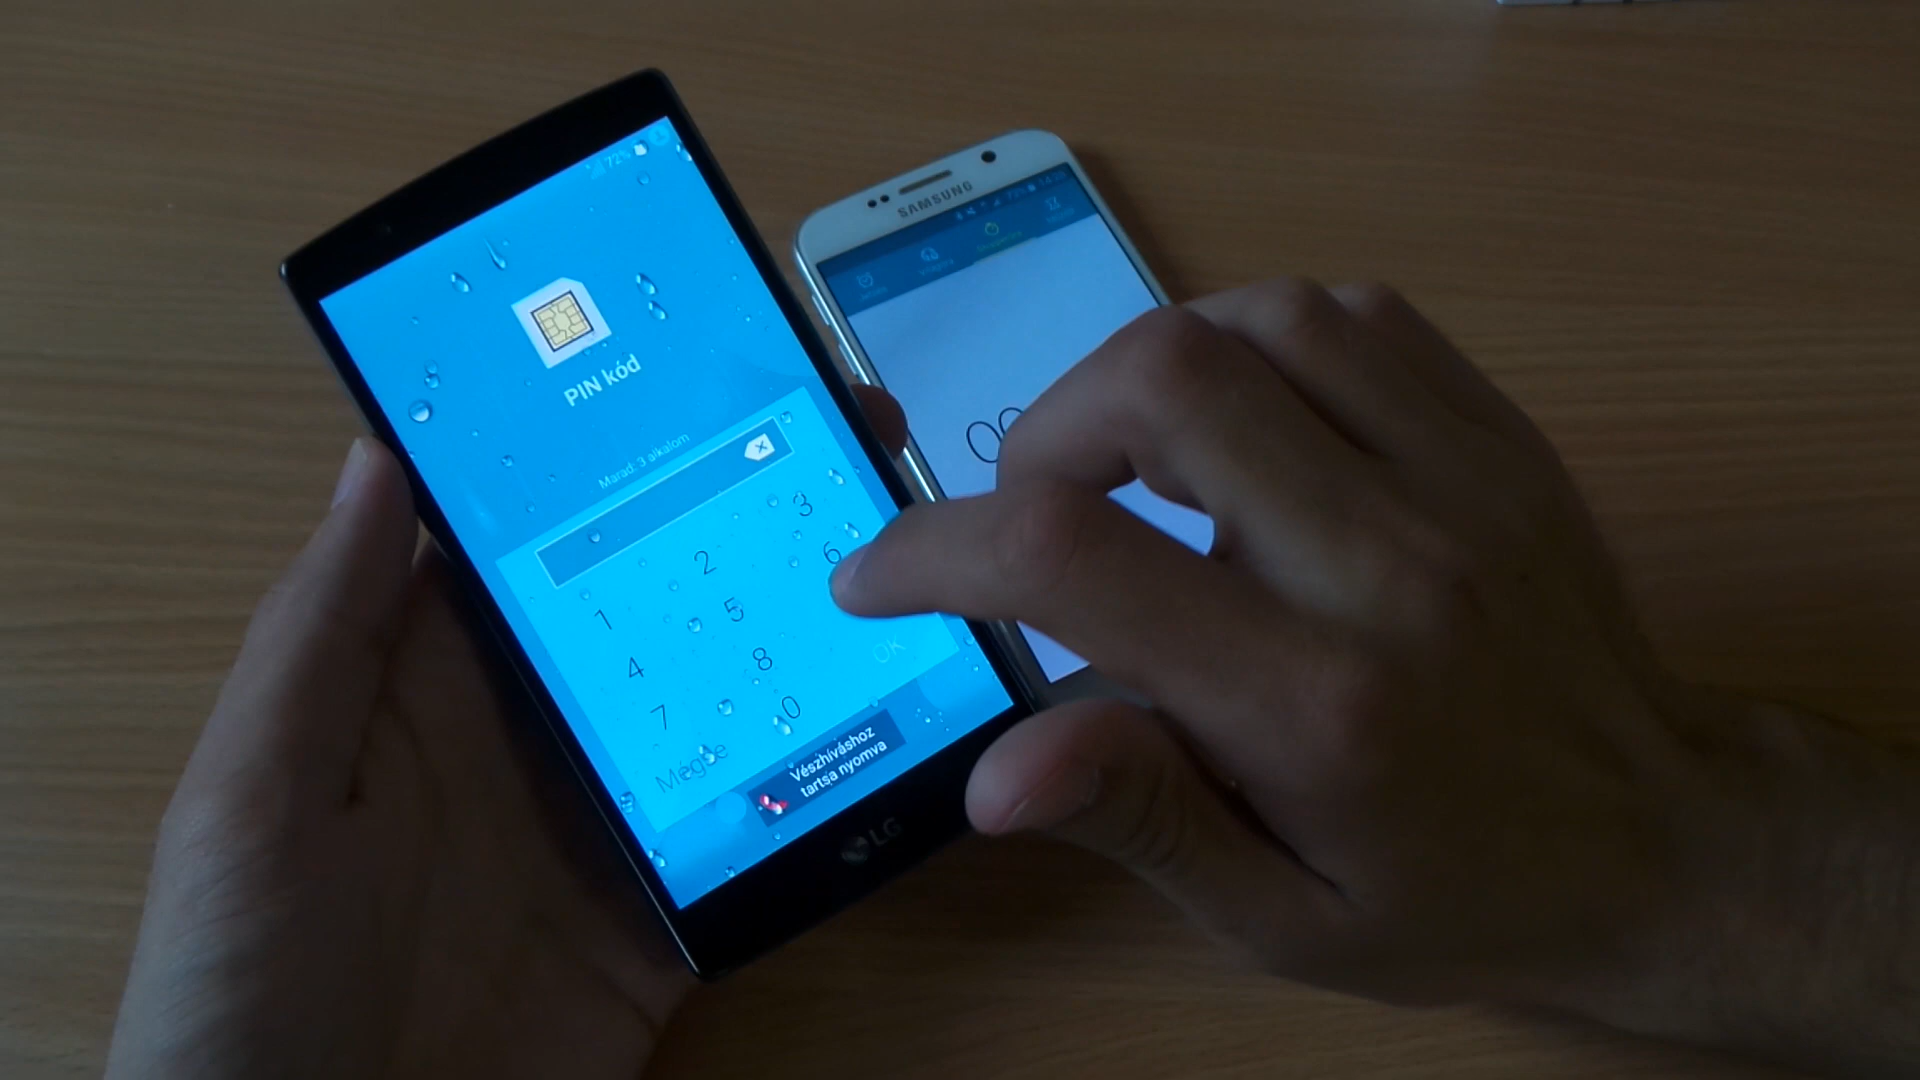 72%
PIN kód
Marad: 3 alkalom
1 2 3
4 5 6
7 8
0 OK
Mégse
Vészhíváshoz
tartsa nyomva
LG
SAMSUNG